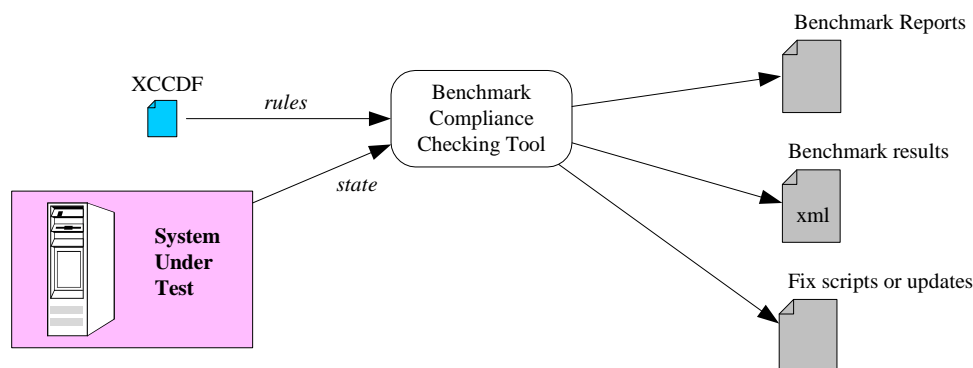 Benchmark Reports
XCCDF
rules
Benchmark
Compliance
Checking Tool
state
System
Under
Test
Benchmark results
xml
Fix scripts or updates